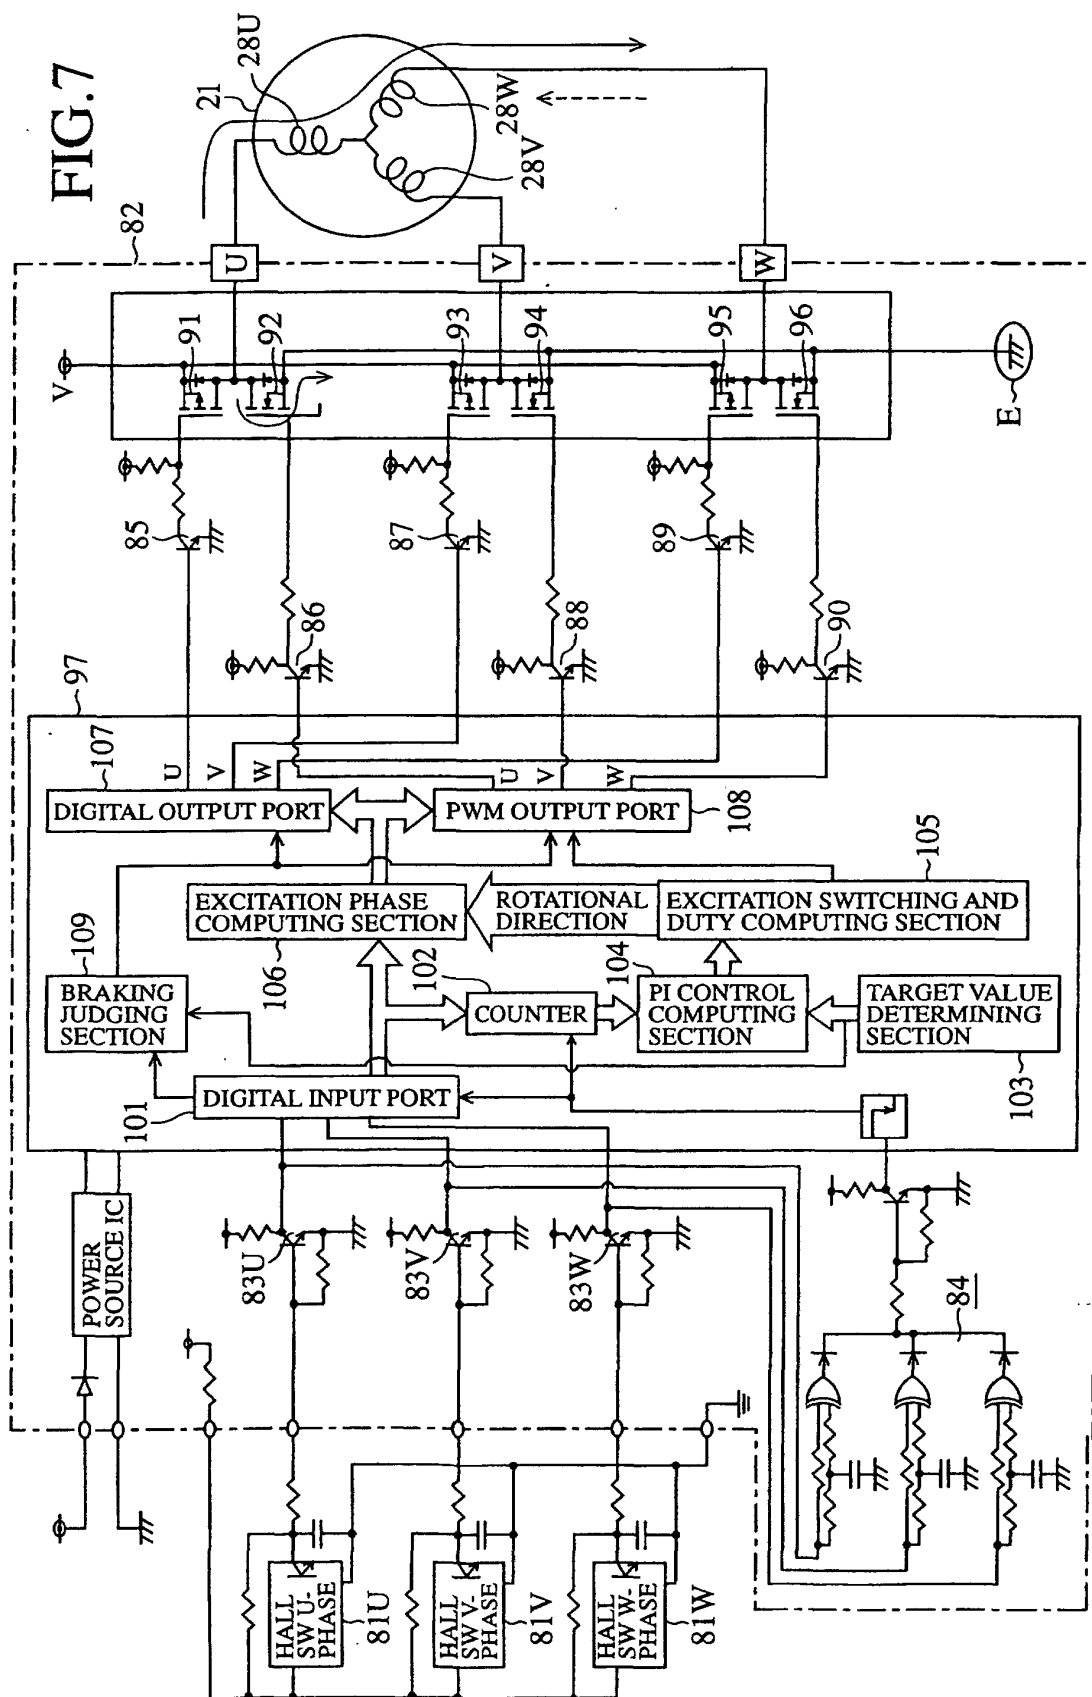 FIG.7
21
28U
28V
28W
82
U
V
W
V
91
92
93
94
95
96
E
85
86
87
88
89
90
97
107
DIGITAL OUTPUT PORT
U
V
W
PWM OUTPUT PORT
U
V
W
108
109
BRAKING
JUDGING
SECTION
EXCITATION PHASE
COMPUTING SECTION
106
ROTATIONAL
DIRECTION
105
EXCITATION SWITCHING AND
DUTY COMPUTING SECTION
102
COUNTER
104
PI CONTROL
COMPUTING
SECTION
TARGET VALUE
DETERMINING
SECTION
103
101
DIGITAL INPUT PORT
POWER
SOURCE IC
83U
83V
83W
84
HALL
SW U-
PHASE
81U
HALL
SW V-
PHASE
81V
HALL
SW W-
PHASE
81W